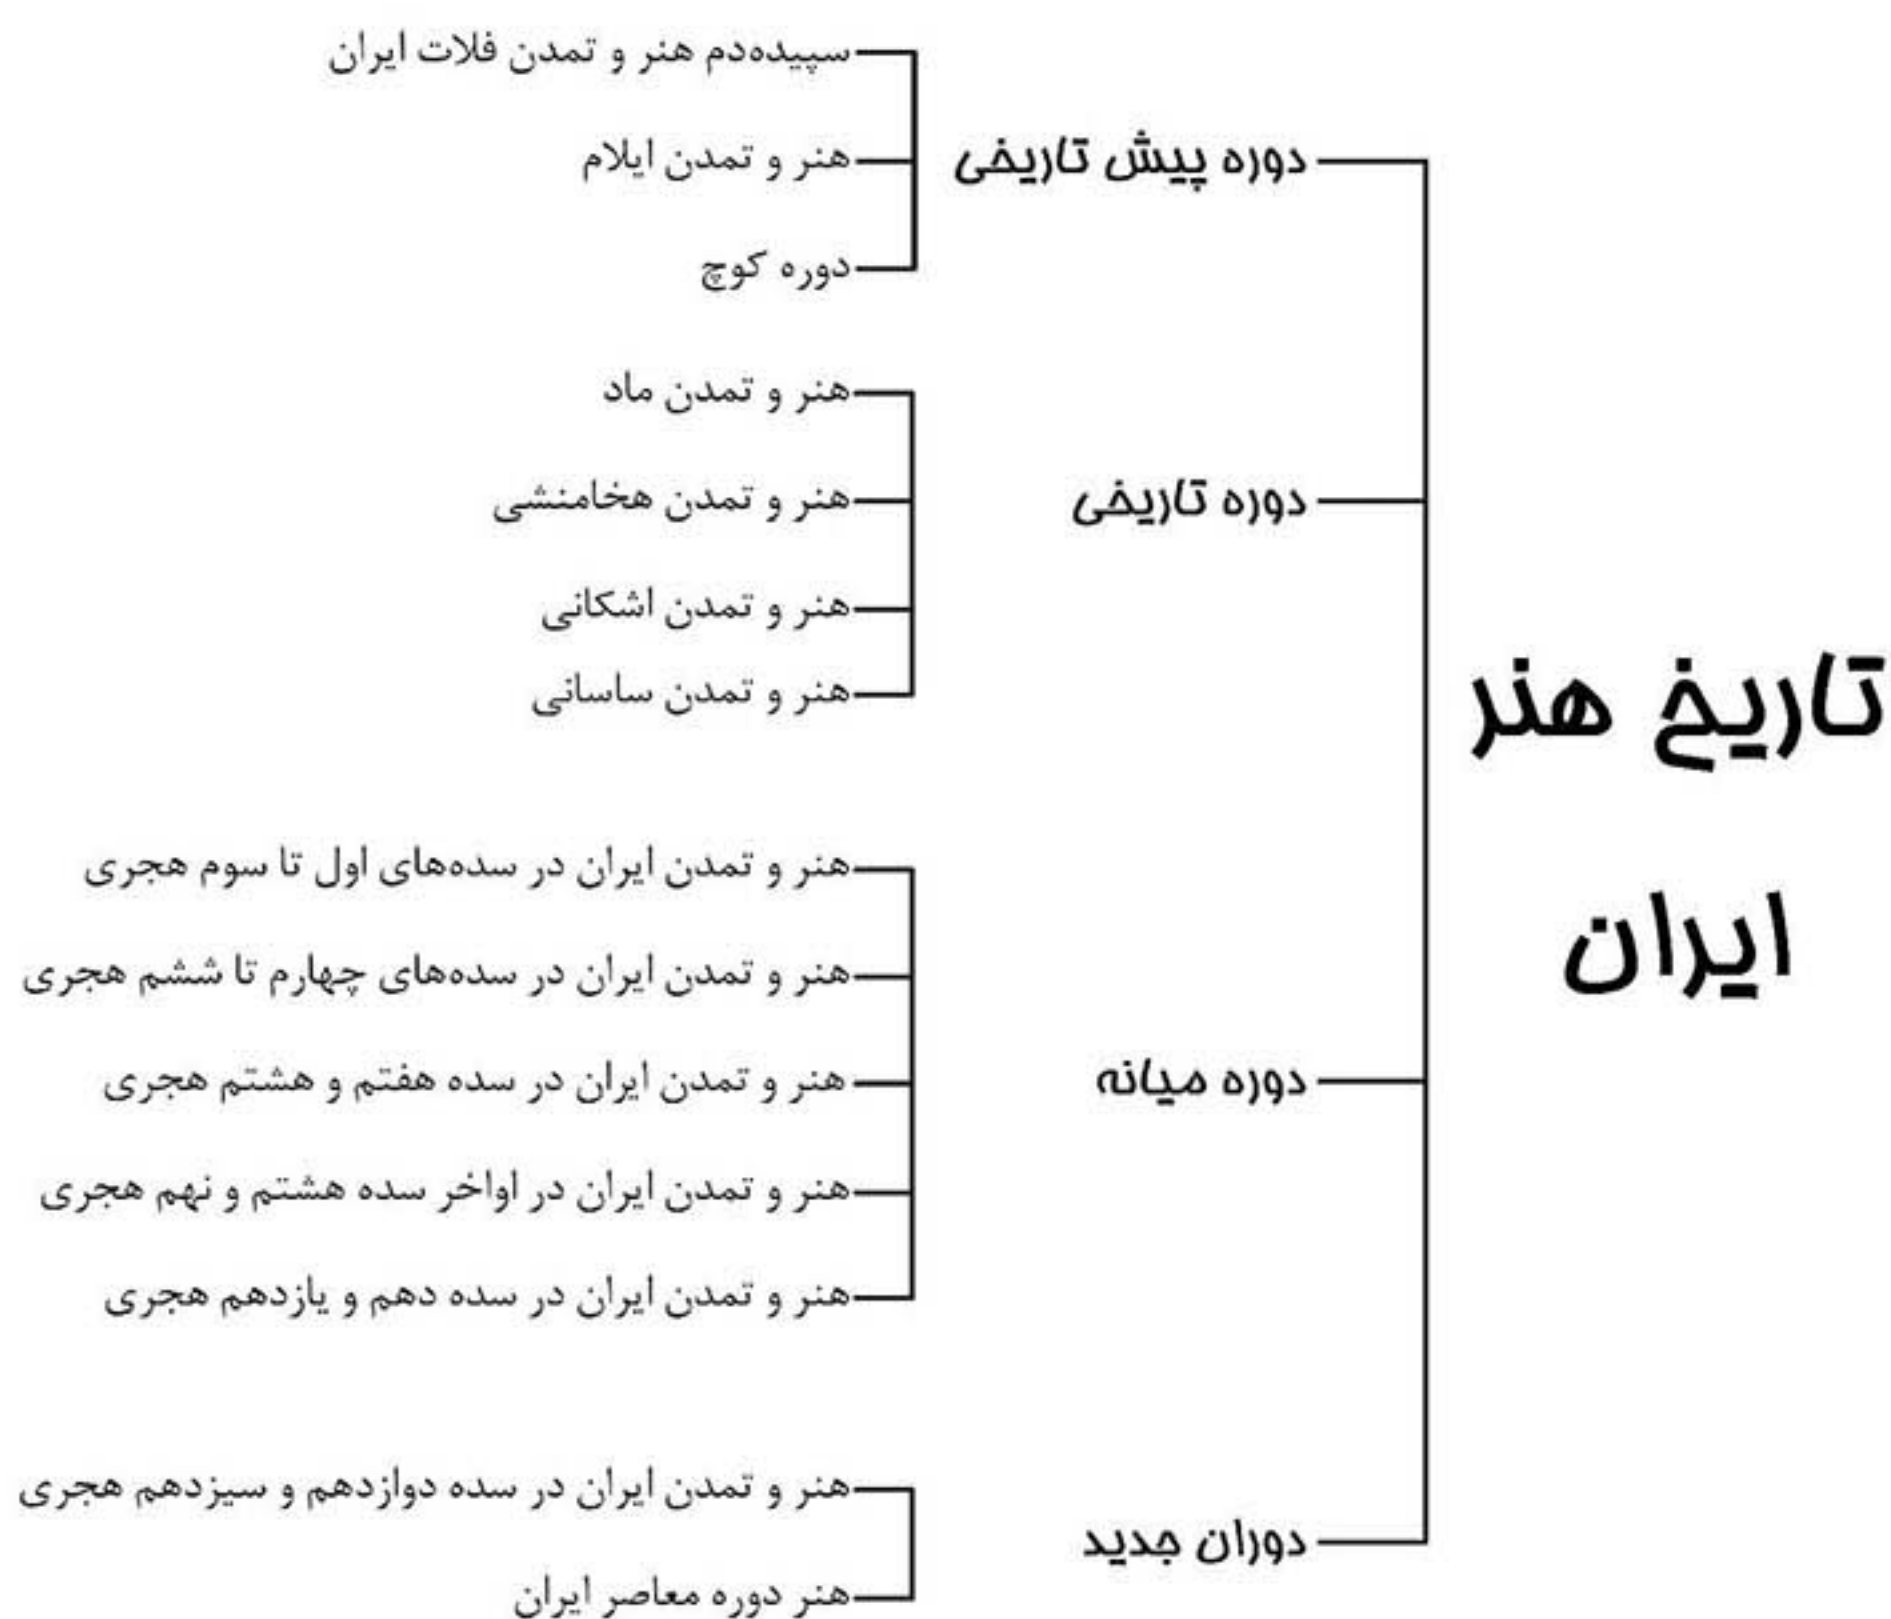 تاریخ هنر
ایران
دوره پیش تاریخی
سپیده‌دم هنر و تمدن فلات ایران
هنر و تمدن ایلام
دوره کوچ
دوره تاریخی
هنر و تمدن ماد
هنر و تمدن هخامنشی
هنر و تمدن اشکانی
هنر و تمدن ساسانی
دوره میانه
هنر و تمدن ایران در سده‌های اول تا سوم هجری
هنر و تمدن ایران در سده‌های چهارم تا ششم هجری
هنر و تمدن ایران در سده هفتم و هشتم هجری
هنر و تمدن ایران در اواخر سده هشتم و نهم هجری
هنر و تمدن ایران در سده دهم و یازدهم هجری
دوران جدید
هنر و تمدن ایران در سده دوازدهم و سیزدهم هجری
هنر دوره معاصر ایران